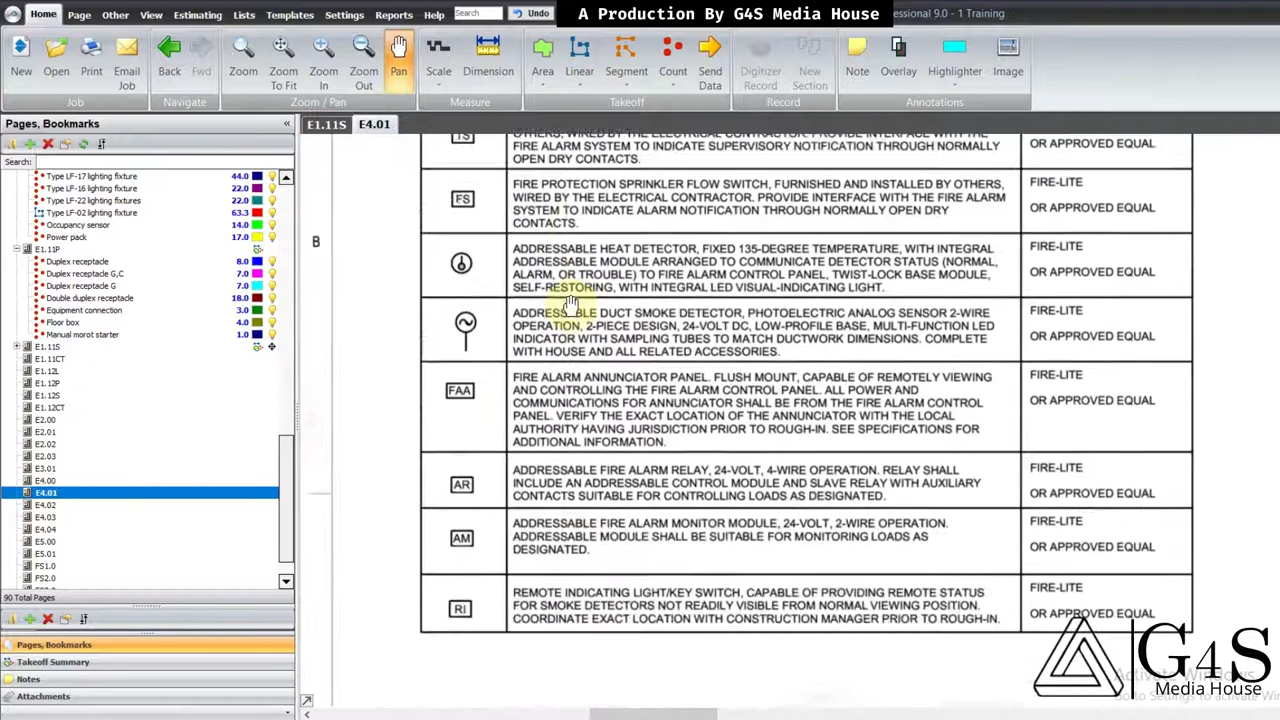 Home Page Other View Estimating Lists Templates Settings Reports Help Search Undo
A Production By G4S Media House
essional 9.0 - 1 Training
New Open Print Email Job
Job
Back Fwd
Navigate
Zoom Zoom To Fit Zoom In Zoom Out Pan
Zoom / Pan
Scale Dimension
Measure
Area Linear Segment Count Send Data
Takeoff
Digitizer Record New Section
Record
Note Overlay Highlighter Image
Annotations
Pages, Bookmarks
E1.11S E4.01
Search:
Type LF-17 lighting fixture 44.0
Type LF-16 lighting fixture 22.0
Type LF-22 lighting fixtures 22.0
Type LF-02 lighting fixture 63.3
Occupancy sensor 14.0
Power pack 17.0
E1.11P
Duplex receptacle 8.0
Duplex receptacle G,C 7.0
Duplex receptacle G 7.0
Double duplex receptacle 18.0
Equipment connection 3.0
Floor box 4.0
Manual morot starter 1.0
E1.11S
E1.11CT
E1.12L
E1.12P
E1.12S
E1.12CT
E2.00
E2.01
E2.02
E2.03
E3.01
E4.00
E4.01
E4.02
E4.03
E4.04
E5.00
E5.01
FS1.0
FS2.0
90 Total Pages
Pages, Bookmarks
Takeoff Summary
Notes
Attachments
B
TS
OTHERS, WIRED BY THE ELECTRICAL CONTRACTOR. PROVIDE INTERFACE WITH THE
FIRE ALARM SYSTEM TO INDICATE SUPERVISORY NOTIFICATION THROUGH NORMALLY
OPEN DRY CONTACTS.
OR APPROVED EQUAL
FS
FIRE PROTECTION SPRINKLER FLOW SWITCH, FURNISHED AND INSTALLED BY OTHERS,
WIRED BY THE ELECTRICAL CONTRACTOR. PROVIDE INTERFACE WITH THE FIRE ALARM
SYSTEM TO INDICATE ALARM NOTIFICATION THROUGH NORMALLY OPEN DRY
CONTACTS.
FIRE-LITE
OR APPROVED EQUAL
ADDRESSABLE HEAT DETECTOR, FIXED 135-DEGREE TEMPERATURE, WITH INTEGRAL
ADDRESSABLE MODULE ARRANGED TO COMMUNICATE DETECTOR STATUS (NORMAL,
ALARM, OR TROUBLE) TO FIRE ALARM CONTROL PANEL, TWIST-LOCK BASE MODULE,
SELF-RESTORING, WITH INTEGRAL LED VISUAL-INDICATING LIGHT.
FIRE-LITE
OR APPROVED EQUAL
ADDRESSABLE DUCT SMOKE DETECTOR, PHOTOELECTRIC ANALOG SENSOR 2-WIRE
OPERATION, 2-PIECE DESIGN, 24-VOLT DC, LOW-PROFILE BASE, MULTI-FUNCTION LED
INDICATOR WITH SAMPLING TUBES TO MATCH DUCTWORK DIMENSIONS. COMPLETE
WITH HOUSE AND ALL RELATED ACCESSORIES.
FIRE-LITE
OR APPROVED EQUAL
FAA
FIRE ALARM ANNUNCIATOR PANEL. FLUSH MOUNT, CAPABLE OF REMOTELY VIEWING
AND CONTROLLING THE FIRE ALARM CONTROL PANEL. ALL POWER AND
COMMUNICATIONS FOR ANNUNCIATOR SHALL BE FROM THE FIRE ALARM CONTROL
PANEL. VERIFY THE EXACT LOCATION OF THE ANNUNCIATOR WITH THE LOCAL
AUTHORITY HAVING JURISDICTION PRIOR TO ROUGH-IN. SEE SPECIFICATIONS FOR
ADDITIONAL INFORMATION.
FIRE-LITE
OR APPROVED EQUAL
AR
ADDRESSABLE FIRE ALARM RELAY, 24-VOLT, 4-WIRE OPERATION. RELAY SHALL
INCLUDE AN ADDRESSABLE CONTROL MODULE AND SLAVE RELAY WITH AUXILIARY
CONTACTS SUITABLE FOR CONTROLLING LOADS AS DESIGNATED.
FIRE-LITE
OR APPROVED EQUAL
AM
ADDRESSABLE FIRE ALARM MONITOR MODULE, 24-VOLT, 2-WIRE OPERATION.
ADDRESSABLE MODULE SHALL BE SUITABLE FOR MONITORING LOADS AS
DESIGNATED.
FIRE-LITE
OR APPROVED EQUAL
RI
REMOTE INDICATING LIGHT/KEY SWITCH, CAPABLE OF PROVIDING REMOTE STATUS
FOR SMOKE DETECTORS NOT READILY VISIBLE FROM NORMAL VIEWING POSITION.
COORDINATE EXACT LOCATION WITH CONSTRUCTION MANAGER PRIOR TO ROUGH-IN.
FIRE-LITE
OR APPROVED EQUAL
G4S
Media House
Activate Windows